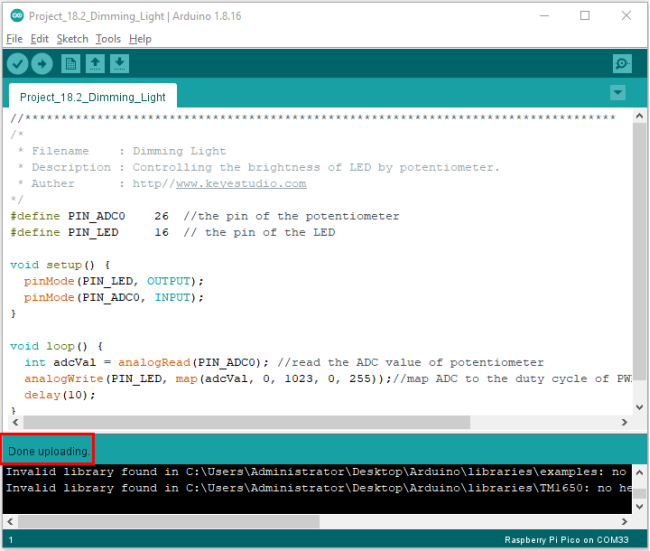 Project_18.2_Dimming_Light | Arduino 1.8.16
File Edit Sketch Tools Help
Project_18.2_Dimming_Light
//**********************************************************************************
/*
 * Filename    : Dimming Light
 * Description : Controlling the brightness of LED by potentiometer.
 * Auther      : http//www.keyestudio.com
*/
#define PIN_ADC0    26  //the pin of the potentiometer
#define PIN_LED     16  // the pin of the LED
void setup() {
  pinMode(PIN_LED, OUTPUT);
  pinMode(PIN_ADC0, INPUT);
}
void loop() {
  int adcVal = analogRead(PIN_ADC0); //read the ADC value of potentiometer
  analogWrite(PIN_LED, map(adcVal, 0, 1023, 0, 255));//map ADC to the duty cycle of PW
  delay(10);
}
Done uploading.
Invalid library found in C:\Users\Administrator\Desktop\Arduino\libraries\examples: no
Invalid library found in C:\Users\Administrator\Desktop\Arduino\libraries\TM1650: no he
1
Raspberry Pi Pico on COM33